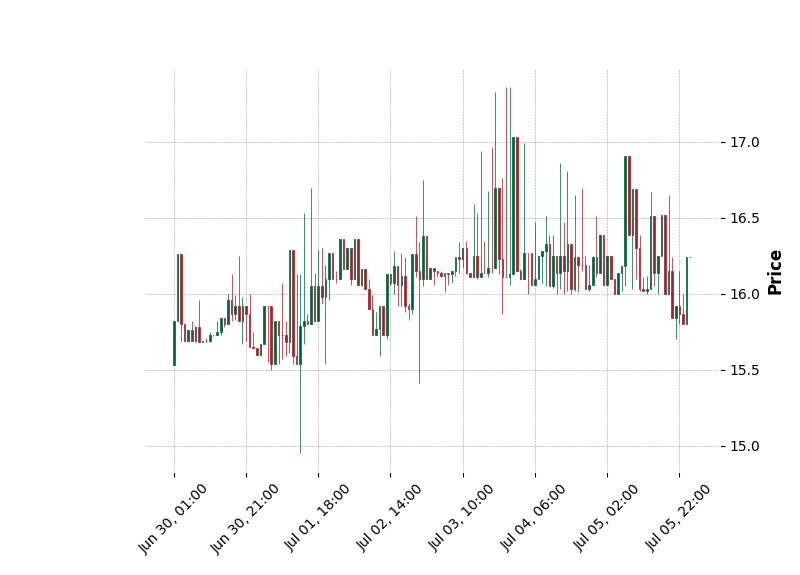 17.0
16.5
16.0
15.5
15.0
Price
Jun 30, 01:00
Jun 30, 21:00
Jul 01, 18:00
Jul 02, 14:00
Jul 03, 10:00
Jul 04, 06:00
Jul 05, 02:00
Jul 05, 22:00